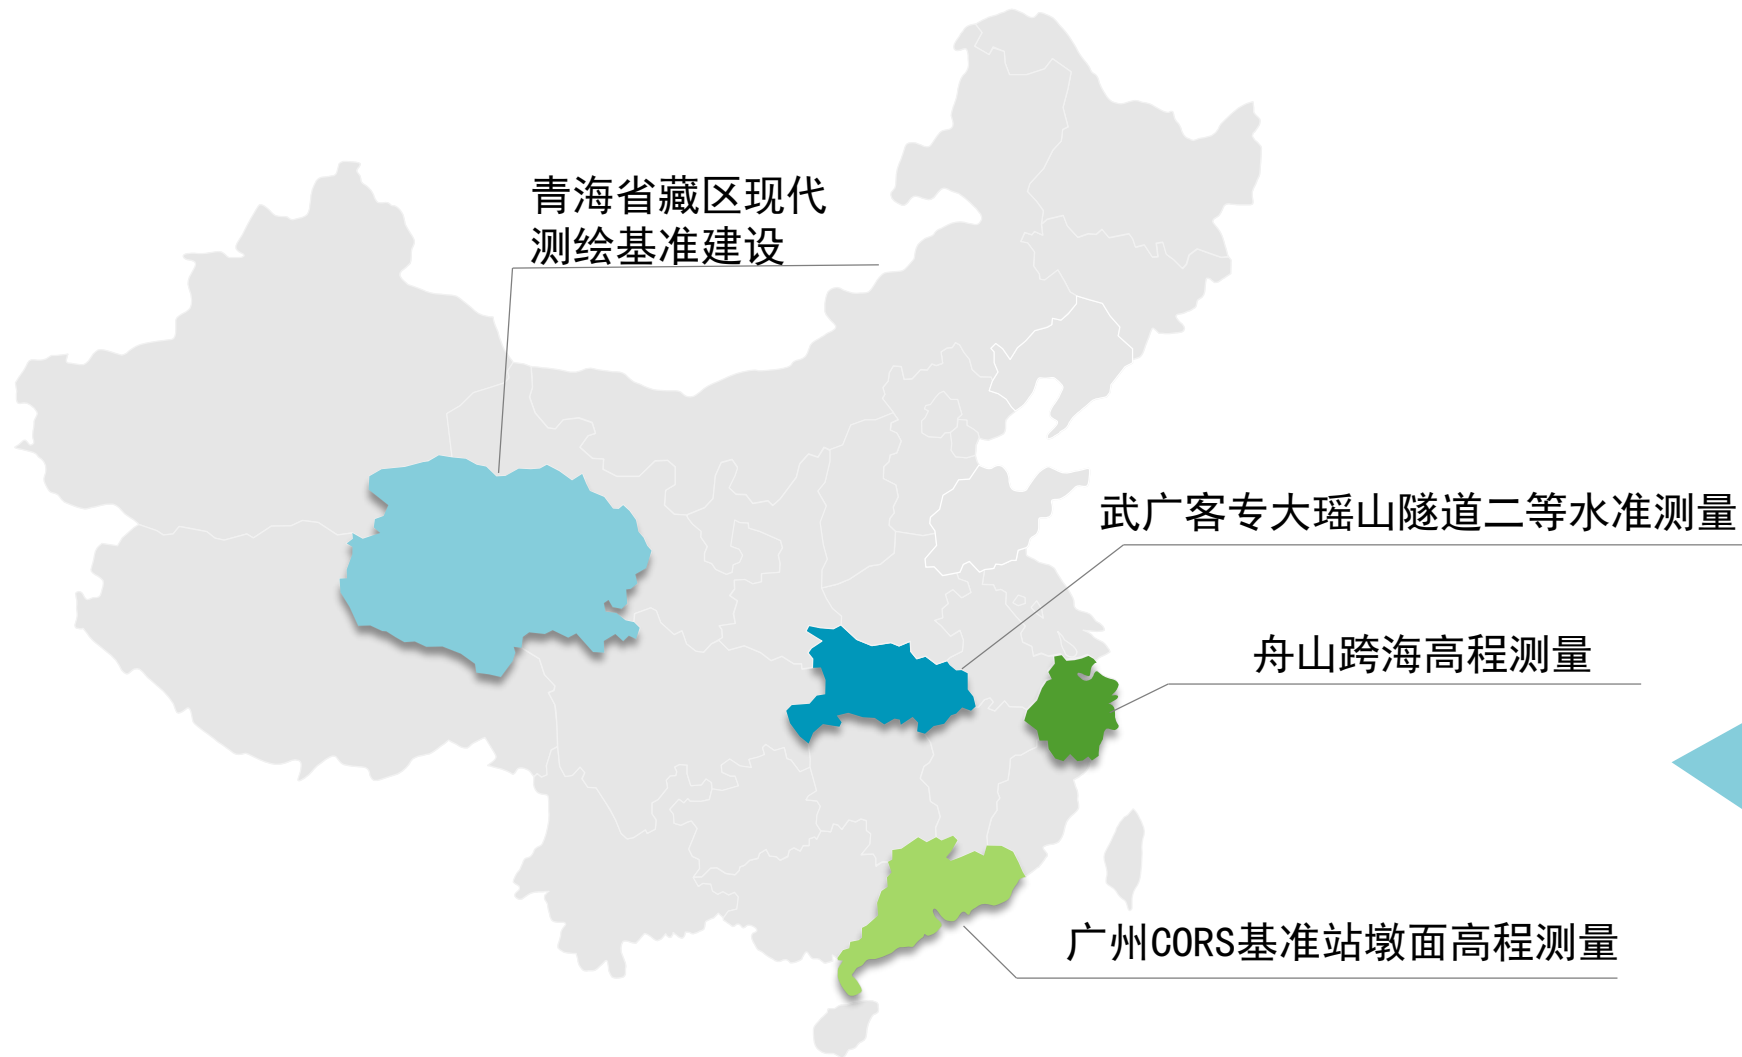 青海省藏区现代
测绘基准建设
武广客专大瑶山隧道二等水准测量
舟山跨海高程测量
广州CORS基准站墩面高程测量